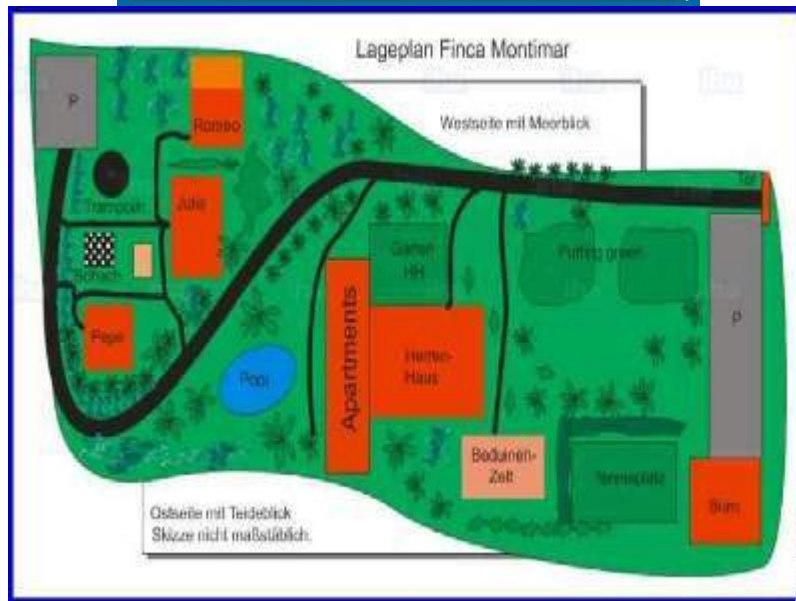 Lageplan Finca Montimar
P
Romeo
Westseite mit Meerblick
Tor
Trampolin
Julia
Schach
Garten
HH
Putting green
P
Pepe
Pool
Apartments
Herren-
Haus
Beduinen-
Zelt
Tennisplatz
Büro
Ostseite mit Teideblick
Skizze nicht maßstäblich.